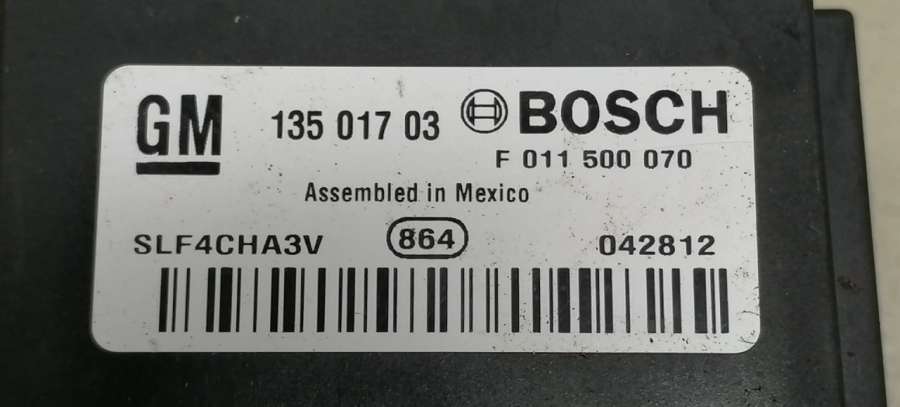 GM 135 017 03 BOSCH
F 011 500 070
Assembled in Mexico
SLF4CHA3V 864 042812